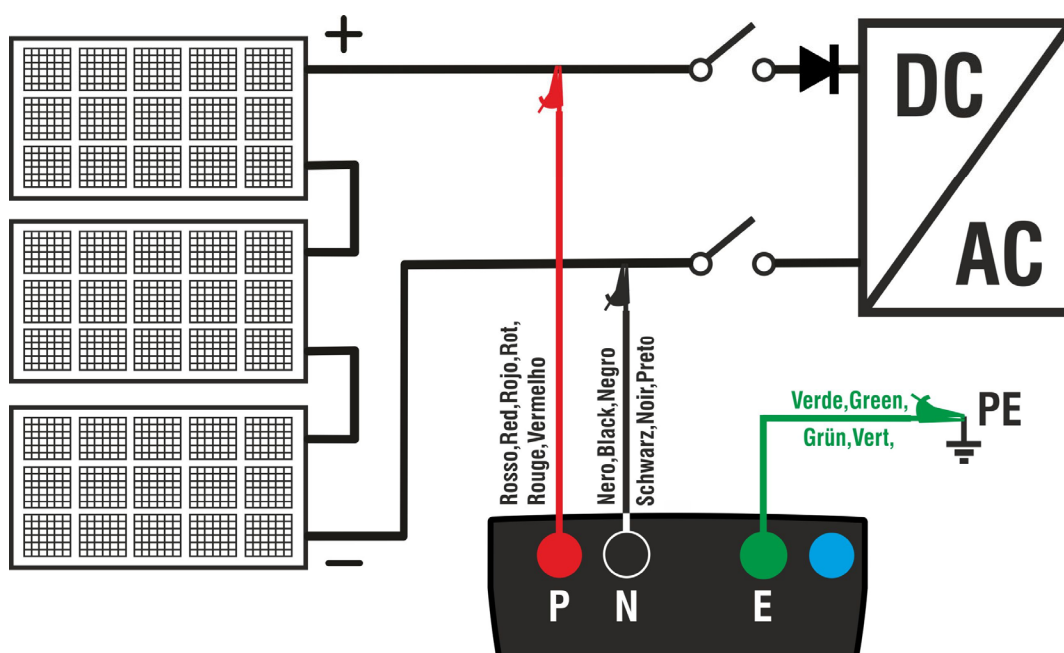 +
DC
AC
Rosso,Red,Rojo,Rot,
Rouge,Vermelho
Nero,Black,Negro
Schwarz,Noir,Preto
Verde,Green,
Grün,Vert,
PE
−
P N E